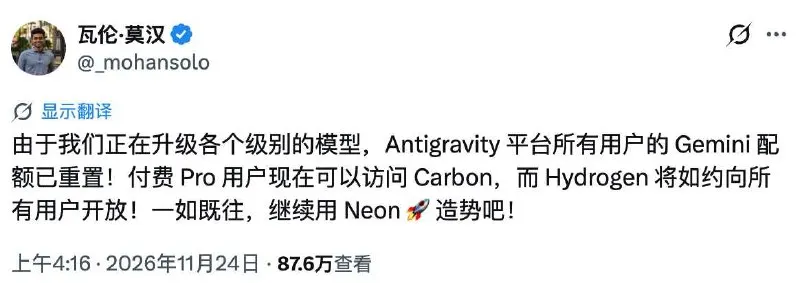 瓦伦·莫汉
@_mohansolo
显示翻译
由于我们正在升级各个级别的模型，Antigravity 平台所有用户的 Gemini 配
额已重置！付费 Pro 用户现在可以访问 Carbon，而 Hydrogen 将如约向所
有用户开放！一如既往，继续用 Neon 🚀 造势吧！
上午4:16 · 2026年11月24日 · 87.6万查看